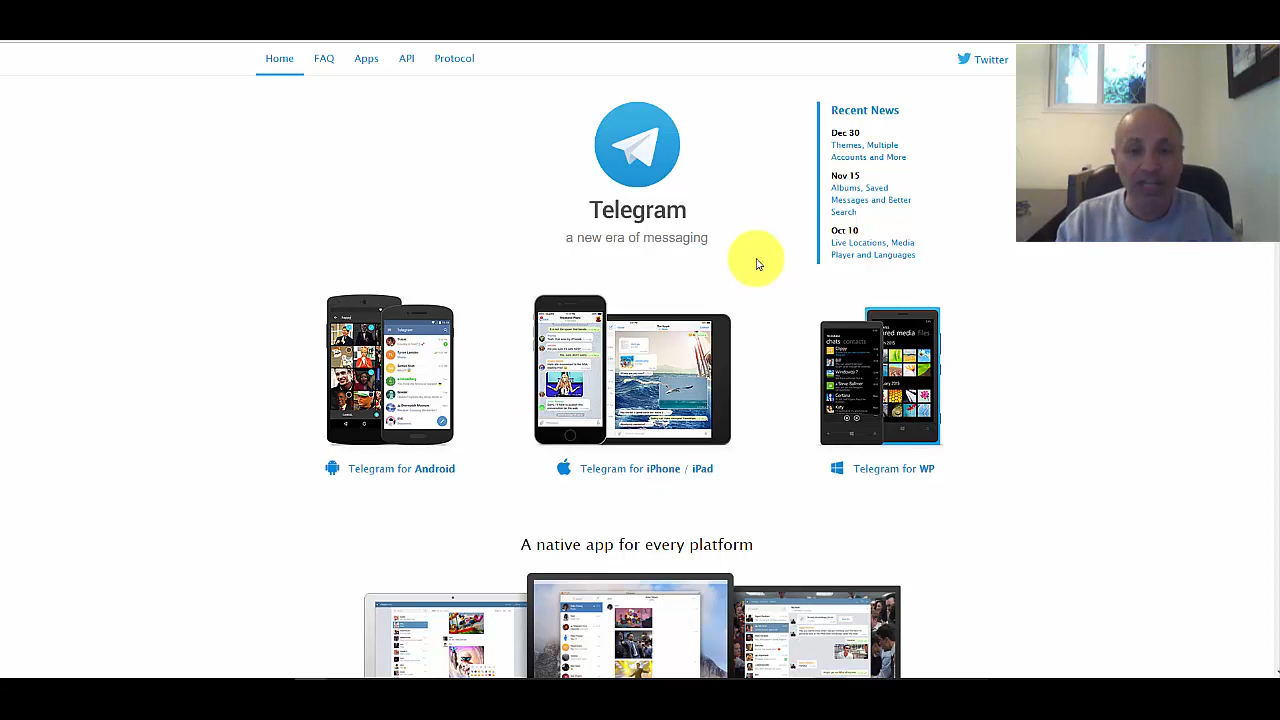 Home FAQ Apps API Protocol Twitter
Telegram
a new era of messaging
Recent News
Dec 30
Themes, Multiple
Accounts and More
Nov 15
Albums, Saved
Messages and Better
Search
Oct 10
Live Locations, Media
Player and Languages
Telegram for Android
Telegram for iPhone / iPad
Telegram for WP
A native app for every platform